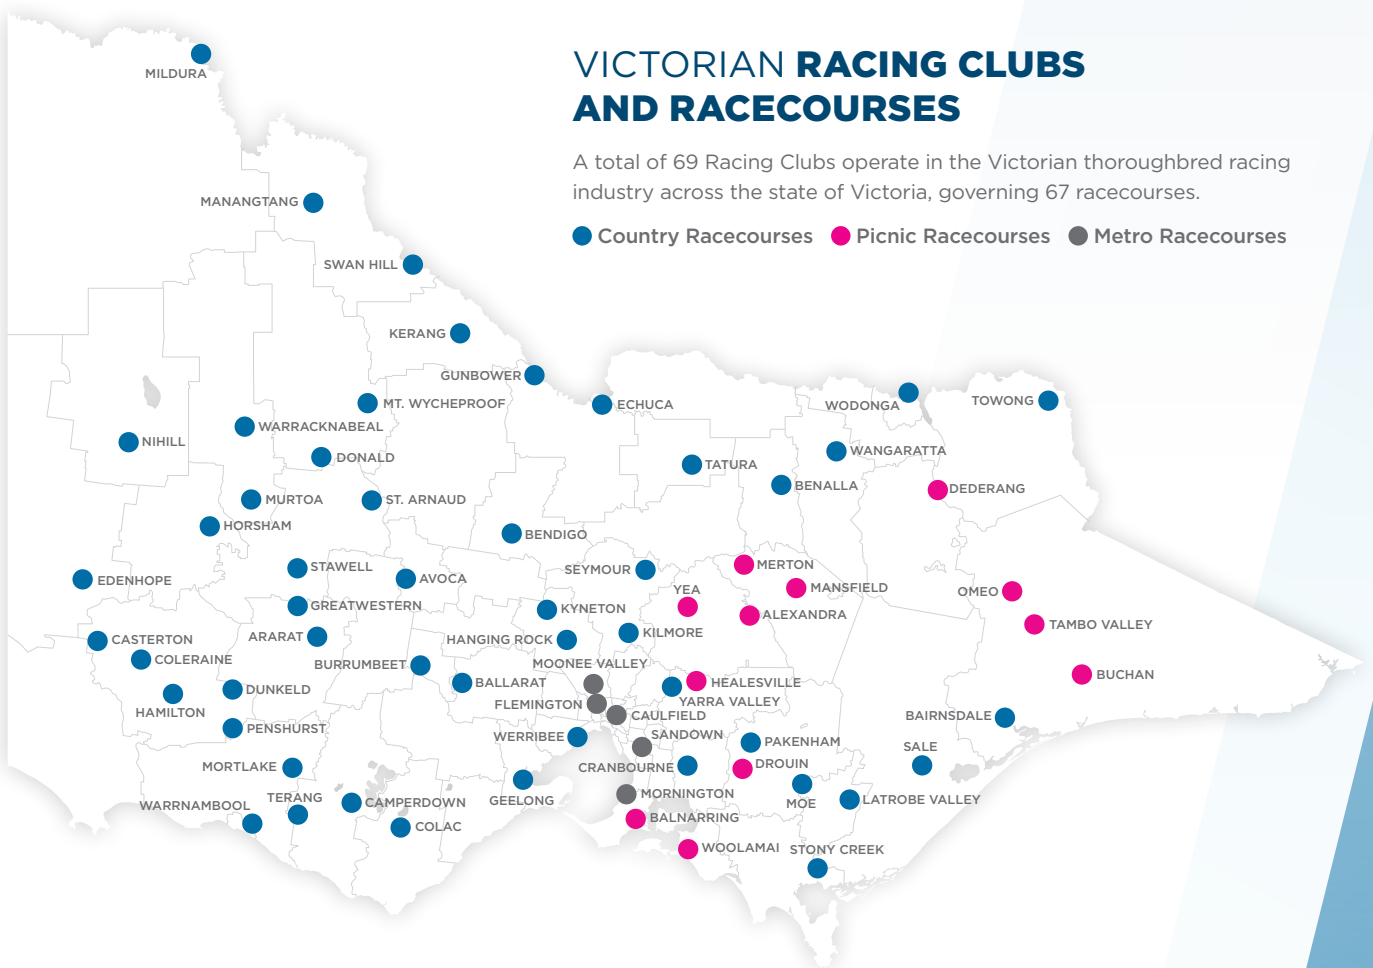 VICTORIAN RACING CLUBS
AND RACECOURSES
A total of 69 Racing Clubs operate in the Victorian thoroughbred racing
industry across the state of Victoria, governing 67 racecourses.
Country Racecourses Picnic Racecourses Metro Racecourses
MILDURA
MANANGTANG
SWAN HILL
KERANG
GUNBOWER
MT. WYCHEPROOF
ECHUCA
WODONGA
TOWONG
WARRACKNABEAL
NIHILL
DONALD
WANGARATTA
TATURA
BENALLA
DEDERANG
MURTOA
ST. ARNAUD
HORSHAM
BENDIGO
STAWELL
SEYMOUR
MERTON
EDENHOPE
AVOCA
YEA
MANSFIELD
OMEO
GREATWESTERN
KYNETON
ALEXANDRA
TAMBO VALLEY
CASTERTON
ARARAT
HANGING ROCK
KILMORE
COLERAINE
BURRUMBEET
MOONEE VALLEY
BUCHAN
DUNKELD
BALLARAT
HEALESVILLE
HAMILTON
FLEMINGTON
YARRA VALLEY
CAULFIELD
BAIRNSDALE
PENSHURST
WERRIBEE
SANDOWN
PAKENHAM
SALE
MORTLAKE
CRANBOURNE
DROUIN
WARRNAMBOOL
TERANG
CAMPERDOWN
GEELONG
MORNINGTON
MOE
LATROBE VALLEY
COLAC
BALNARRING
WOOLAMAI
STONY CREEK